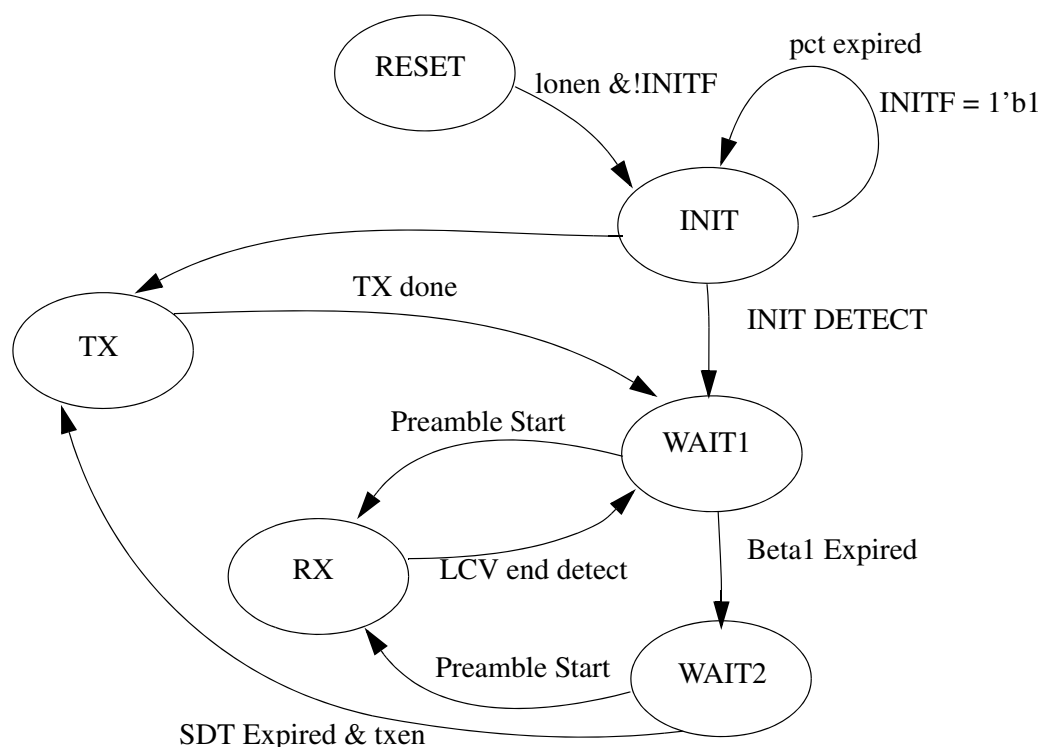 pct expired
RESET
lonen &!INITF
INITF = 1’b1
INIT
TX done
INIT DETECT
TX
Preamble Start
WAIT1
Beta1 Expired
RX
LCV end detect
Preamble Start
WAIT2
SDT Expired & txen